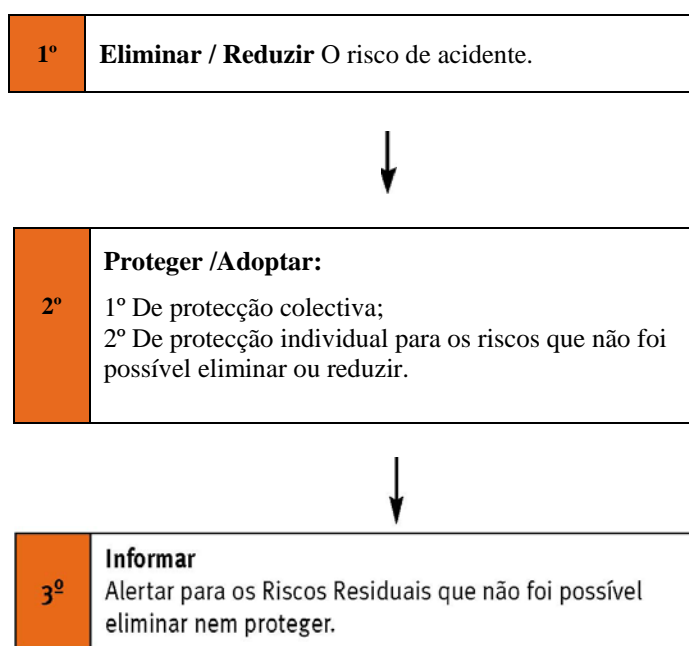 1º Eliminar / Reduzir O risco de acidente.
Proteger /Adoptar:
2º 1º De protecção colectiva;
2º De protecção individual para os riscos que não foi
possível eliminar ou reduzir.
Informar
3º Alertar para os Riscos Residuais que não foi possível
eliminar nem proteger.